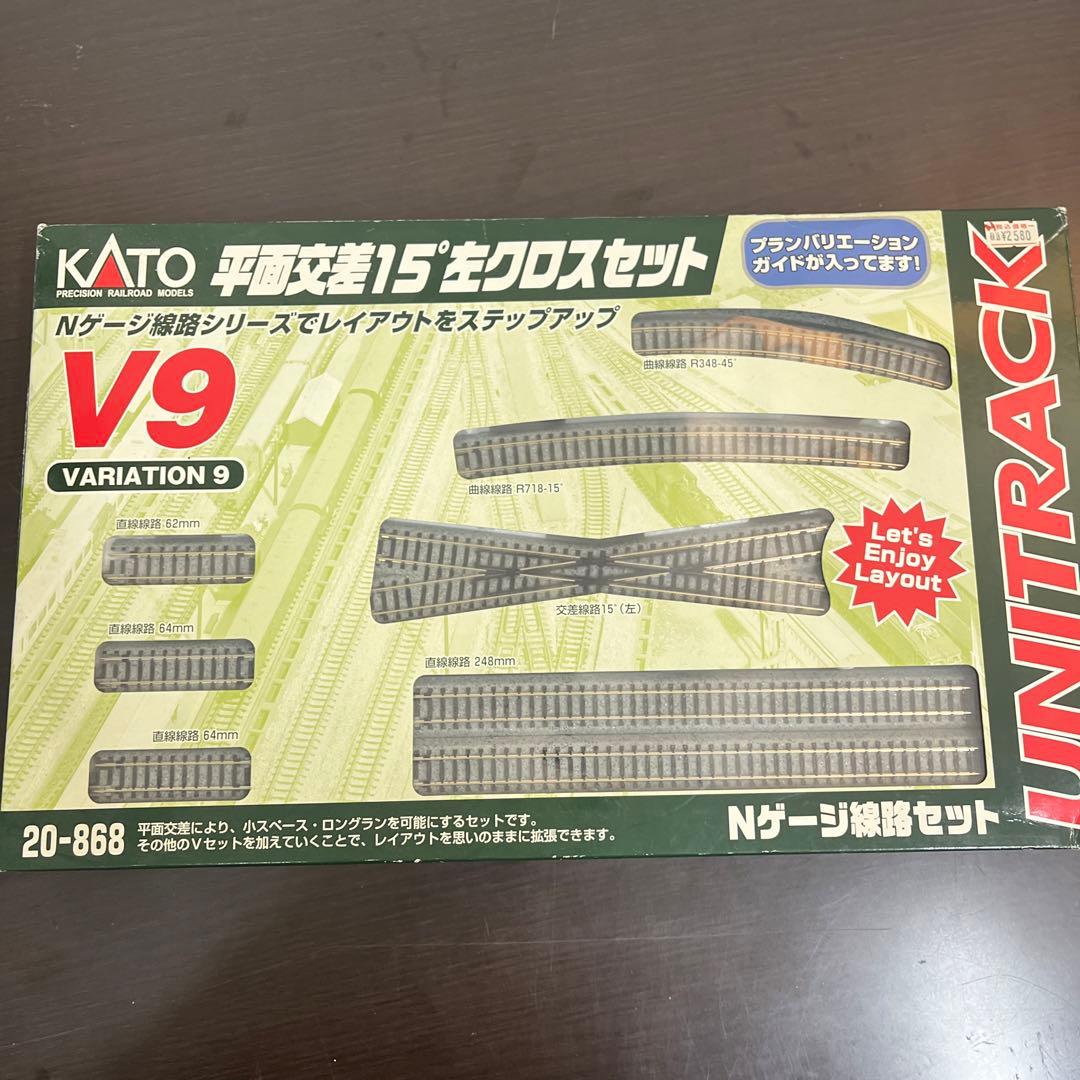 KATO
PRECISION RAILROAD MODELS
平面交差15°左クロスセット
プランバリエーション
ガイドが入ってます!
¥2580
Nゲージ線路シリーズでレイアウトをステップアップ
V9
VARIATION 9
曲線線路 R348-45°
曲線線路 R718-15°
直線線路 62mm
Let's
Enjoy
Layout
交差線路15°(左)
直線線路 64mm
直線線路 248mm
直線線路 64mm
UNITRACK
20-868
平面交差により、小スペース・ロングランを可能にするセットです。
その他のVセットを加えていくことで、レイアウトを思いのままに拡張できます。
Nゲージ線路セット